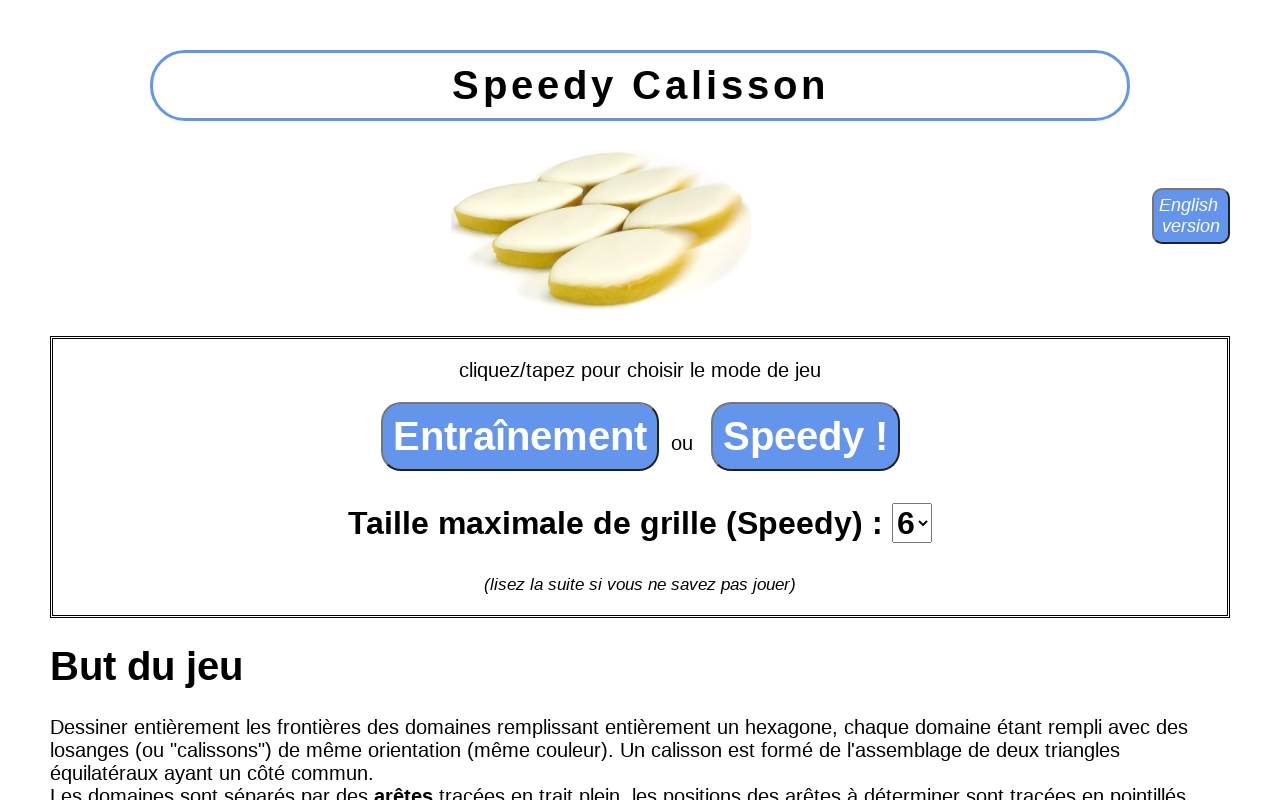 Speedy Calisson
English
version
cliquez/tapez pour choisir le mode de jeu
Entraînement ou Speedy !
Taille maximale de grille (Speedy) : 6
(lisez la suite si vous ne savez pas jouer)
But du jeu
Dessiner entièrement les frontières des domaines remplissant entièrement un hexagone, chaque domaine étant rempli avec des
losanges (ou "calissons") de même orientation (même couleur). Un calisson est formé de l'assemblage de deux triangles
équilatéraux ayant un côté commun.
Les domaines sont séparés par des arêtes tracées en trait plein, les positions des arêtes à déterminer sont tracées en pointillés